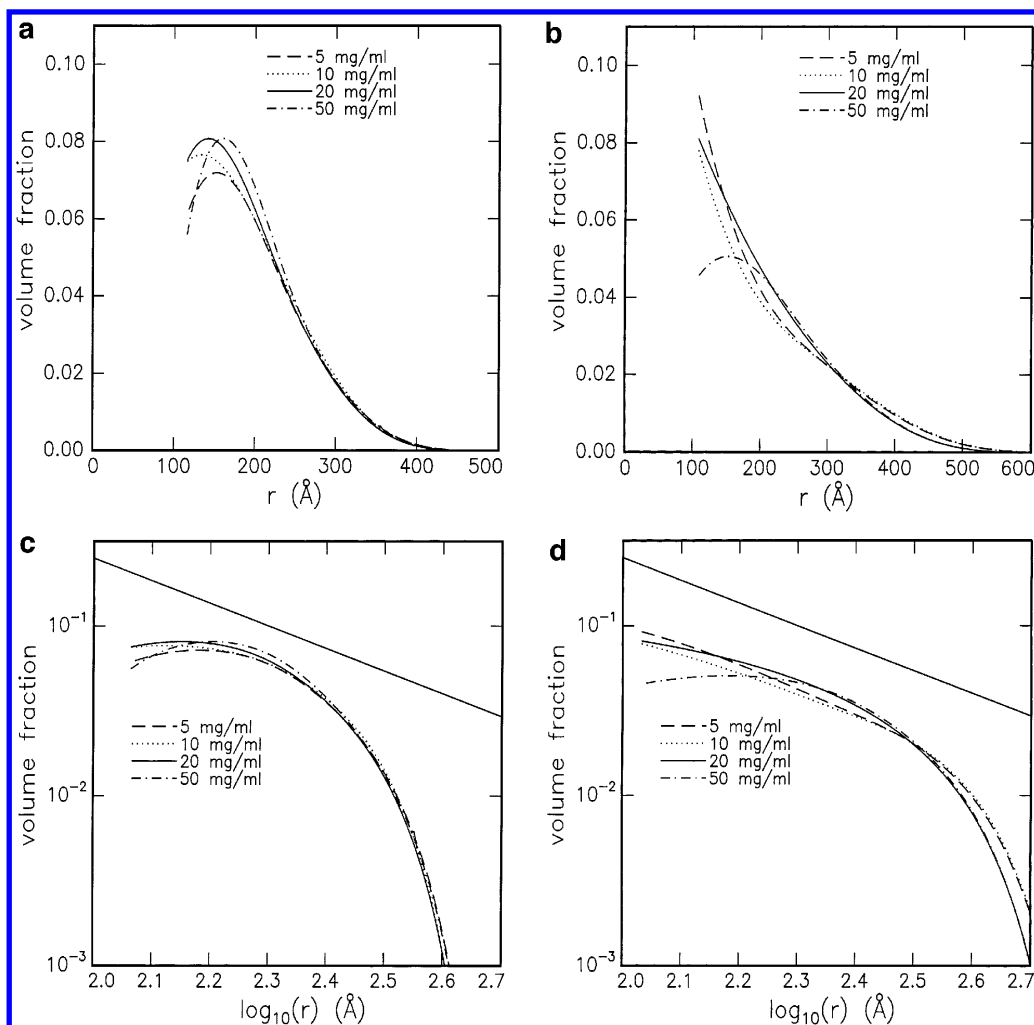 a
0.10
0.08
0.06
0.04
0.02
0.00
volume fraction
5 mg/ml
10 mg/ml
20 mg/ml
50 mg/ml
0
100
200
300
400
500
r (Å)
b
0.10
0.08
0.06
0.04
0.02
0.00
volume fraction
5 mg/ml
10 mg/ml
20 mg/ml
50 mg/ml
0
100
200
300
400
500
600
r (Å)
c
10⁻¹
10⁻²
10⁻³
volume fraction
5 mg/ml
10 mg/ml
20 mg/ml
50 mg/ml
2.0
2.1
2.2
2.3
2.4
2.5
2.6
2.7
log₁₀(r) (Å)
d
10⁻¹
10⁻²
10⁻³
volume fraction
5 mg/ml
10 mg/ml
20 mg/ml
50 mg/ml
2.0
2.1
2.2
2.3
2.4
2.5
2.6
2.7
log₁₀(r) (Å)